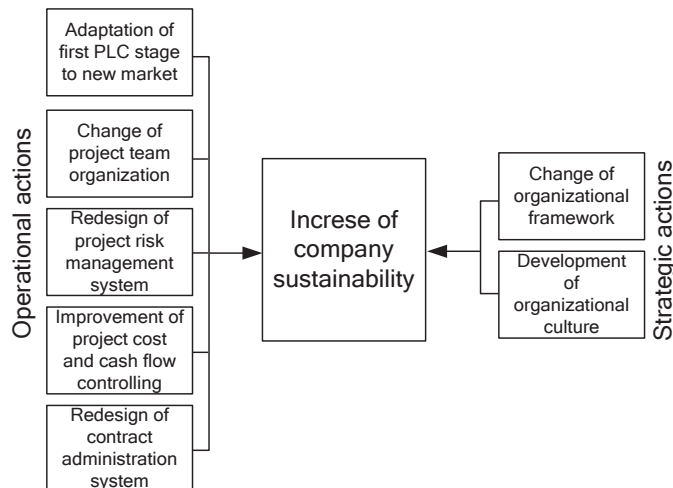 Operational actions
Adaptation of
first PLC stage
to new market
Change of
project team
organization
Redesign of
project risk
management
system
Improvement of
project cost
and cash flow
controlling
Redesign of
contract
administration
system
Increse of
company
sustainability
Change of
organizational
framework
Development
of
organizational
culture
Strategic actions